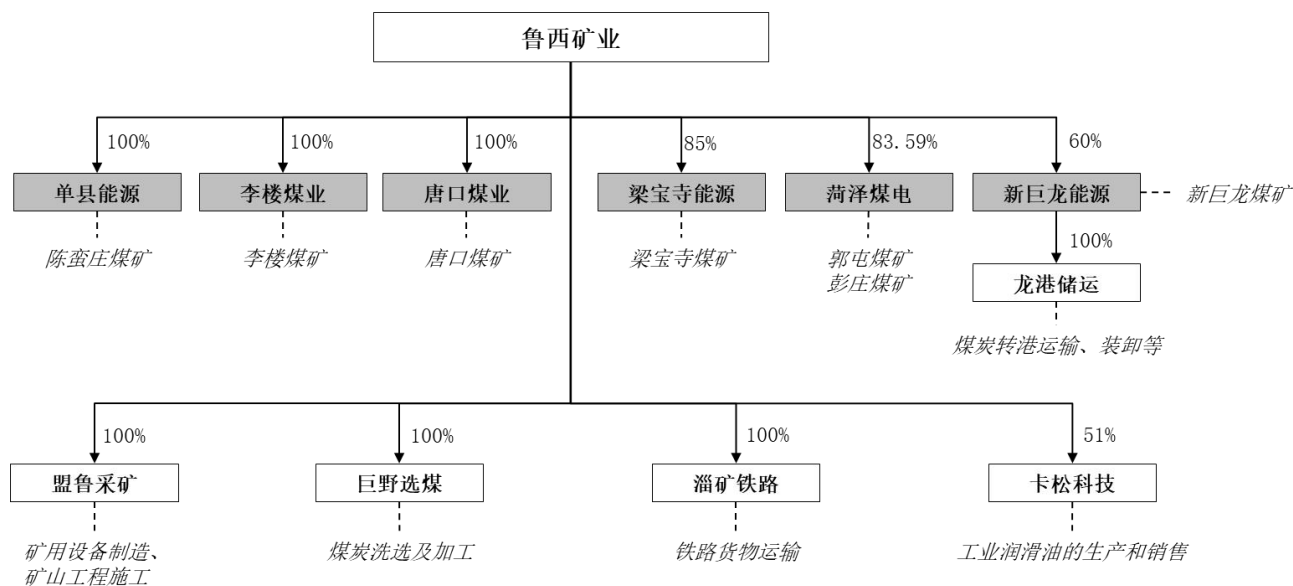 鲁西矿业
100%
100%
100%
85%
83.59%
60%
单县能源
李楼煤业
唐口煤业
梁宝寺能源
菏泽煤电
新巨龙能源
新巨龙煤矿
陈蛮庄煤矿
李楼煤矿
唐口煤矿
梁宝寺煤矿
郭屯煤矿
彭庄煤矿
100%
龙港储运
煤炭转港运输、装卸等
100%
100%
100%
51%
盟鲁采矿
巨野选煤
淄矿铁路
卡松科技
矿用设备制造、
矿山工程施工
煤炭洗选及加工
铁路货物运输
工业润滑油的生产和销售